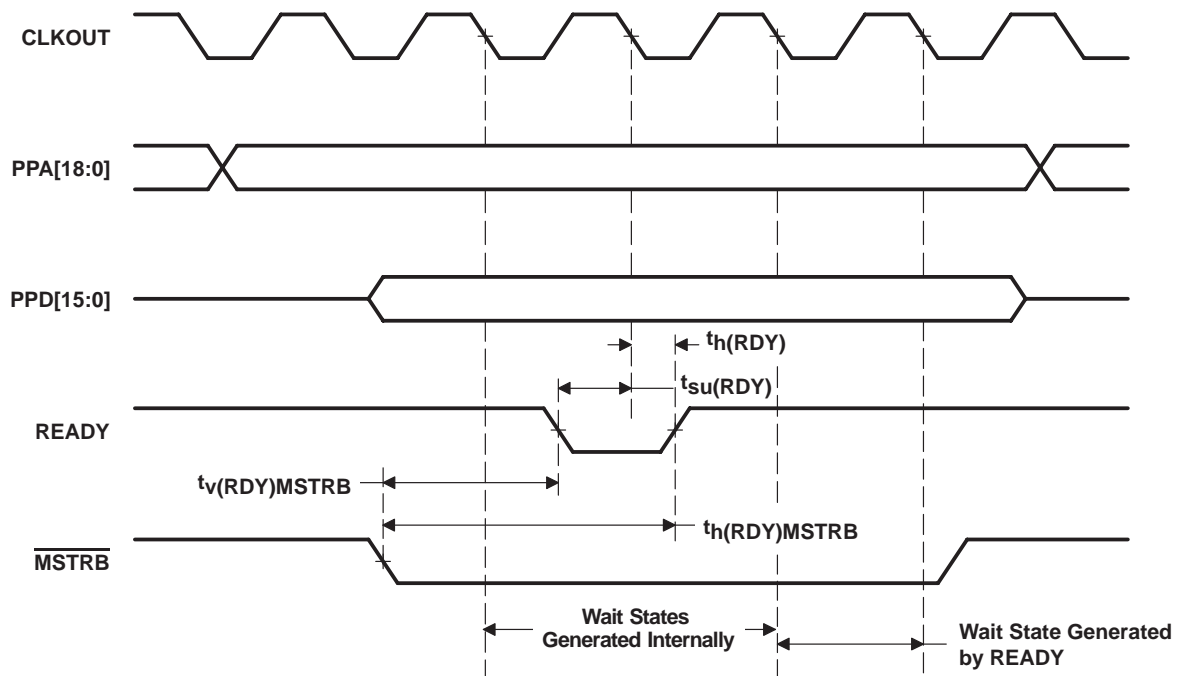 CLKOUT
PPA[18:0]
PPD[15:0]
th(RDY)
tsu(RDY)
READY
tv(RDY)MSTRB
th(RDY)MSTRB
MSTRB
Wait States
Generated Internally
Wait State Generated
by READY